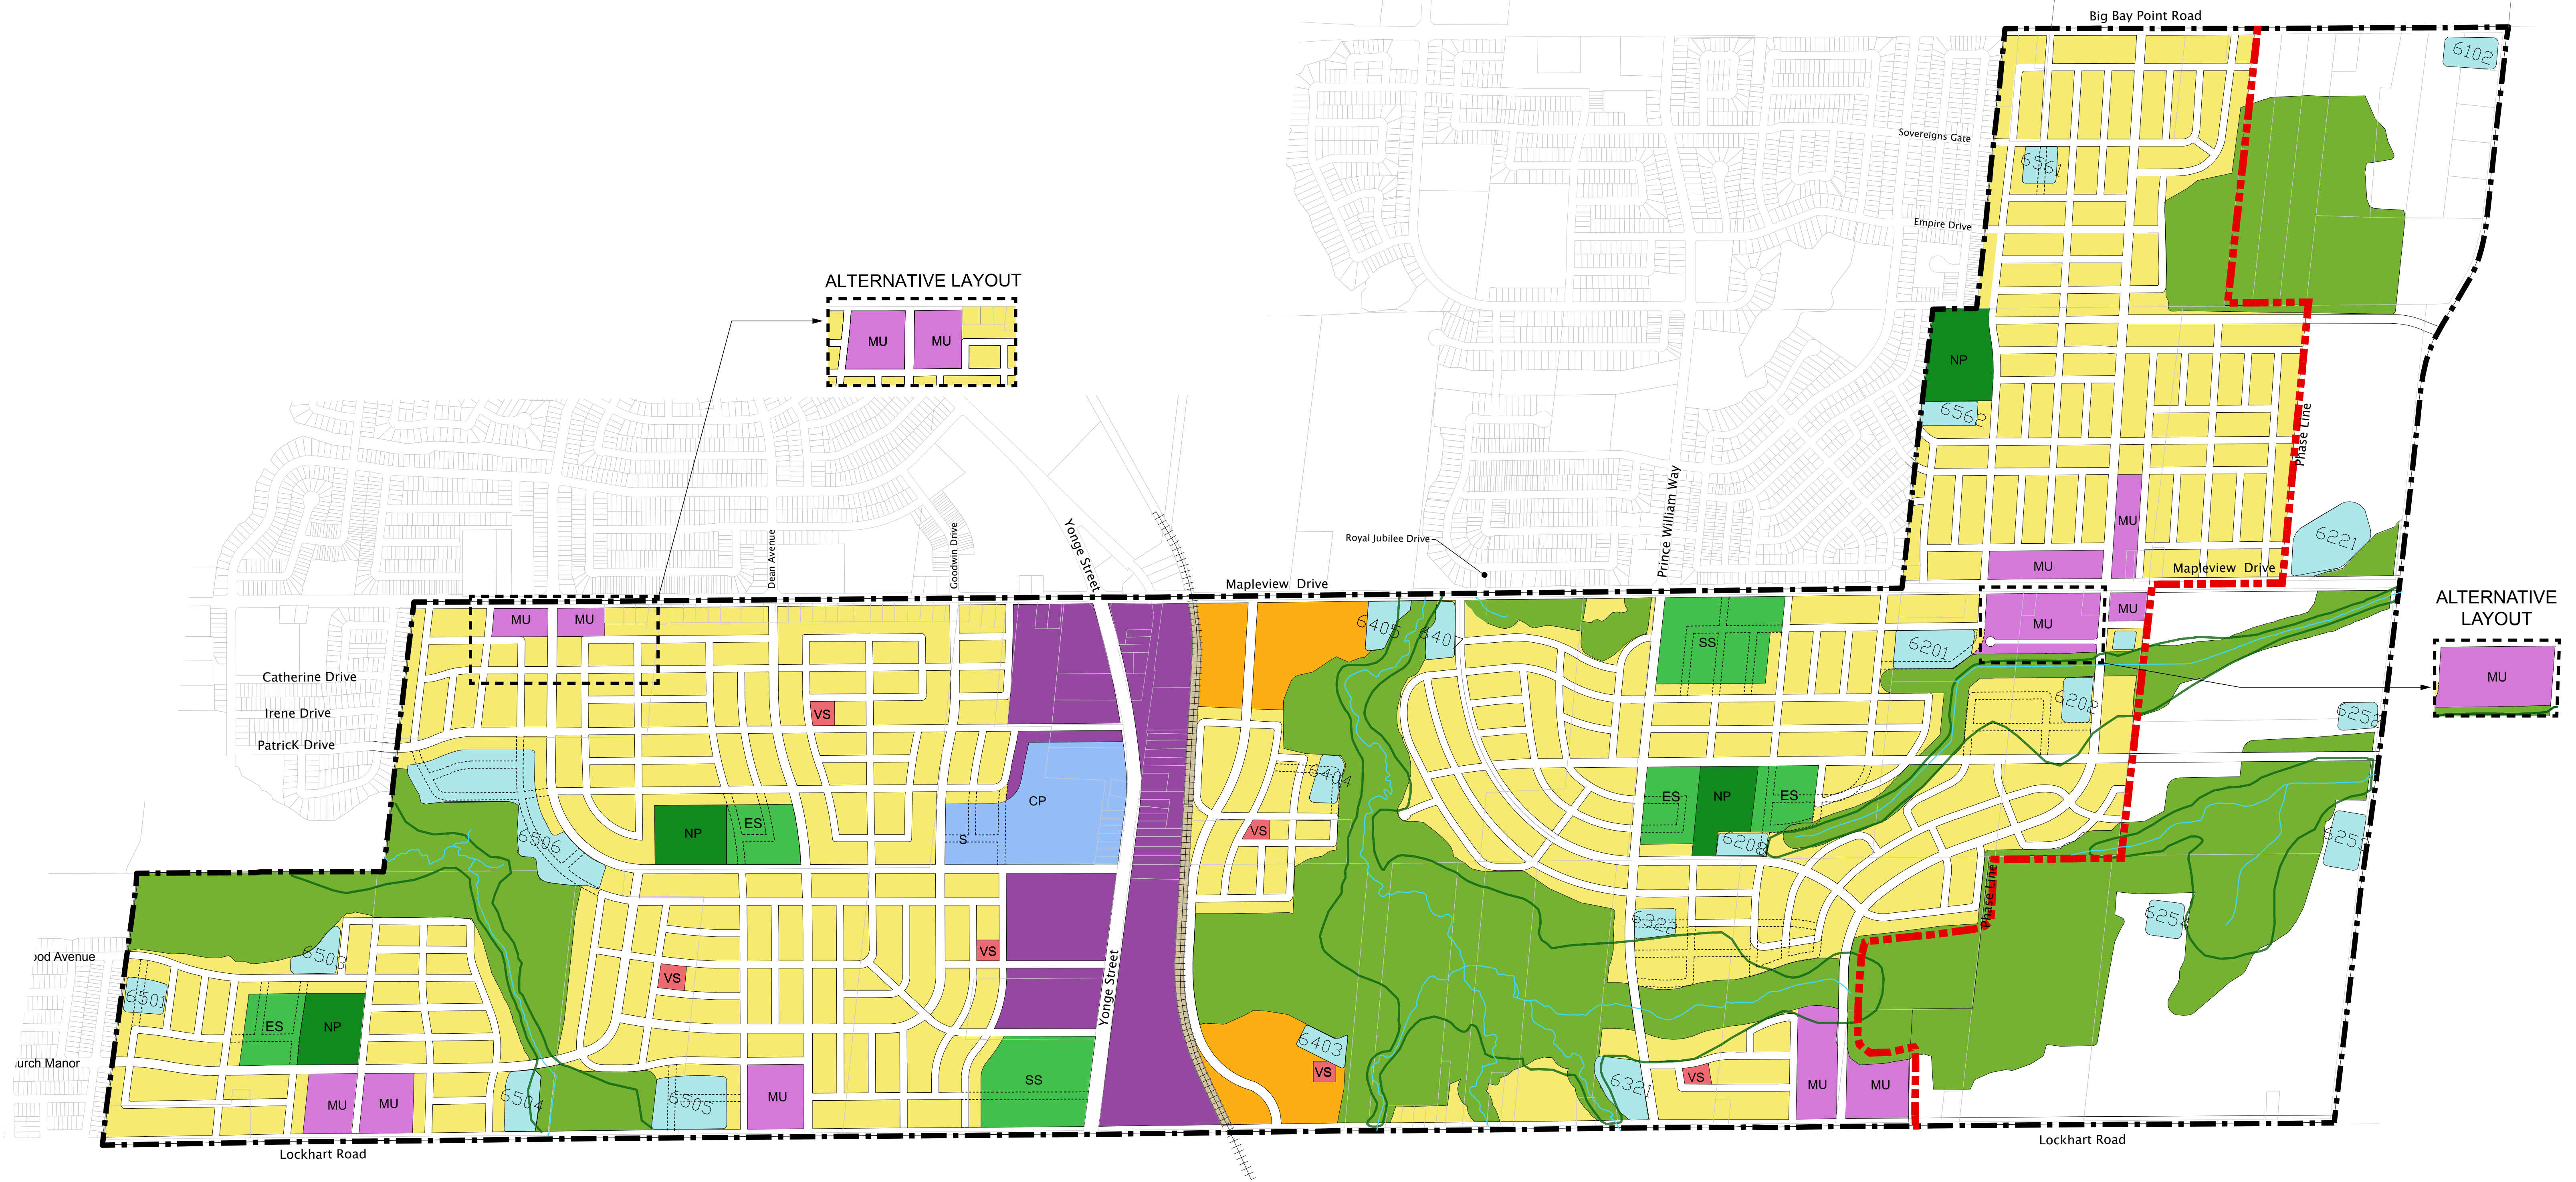 Big Bay Point Road
6102
Sovereigns Gate
6561
Empire Drive
ALTERNATIVE LAYOUT
MU
MU
NP
6562
Phase Line
Prince William Way
MU
Yonge Street
Dean Avenue
Goodwin Drive
Royal Jubilee Drive
6221
MU
Mapleview Drive
Mapleview Drive
ALTERNATIVE
LAYOUT
MU
MU
MU
MU
MU
6405
6407
SS
6201
Catherine Drive
MU
Irene Drive
VS
6202
6252
PatricK Drive
6404
CP
ES
NP
ES
NP
ES
VS
S
6506
6208
6253
Phase Line
6322
6254
VS
ood Avenue
6503
VS
6501
Yonge Street
ES
NP
6403
urch Manor
VS
SS
VS
MU
MU
6321
MU
MU
MU
6504
6505
Lockhart Road
Lockhart Road